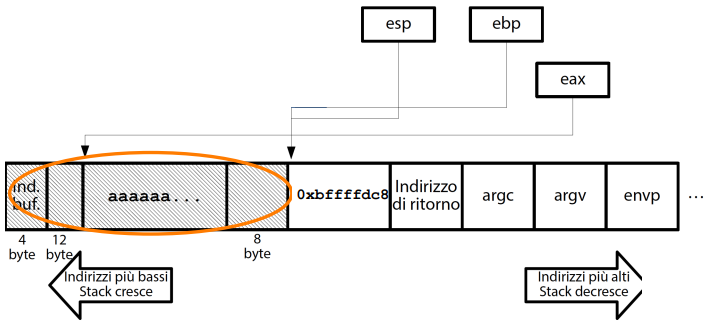 esp
ebp
eax
Ind.
buf.
aaaaaa...
0xbffffdc8
Indirizzo
di ritorno
argc
argv
envp
...
4
byte
12
byte
8
byte
Indirizzi più bassi
Stack cresce
Indirizzi più alti
Stack decresce